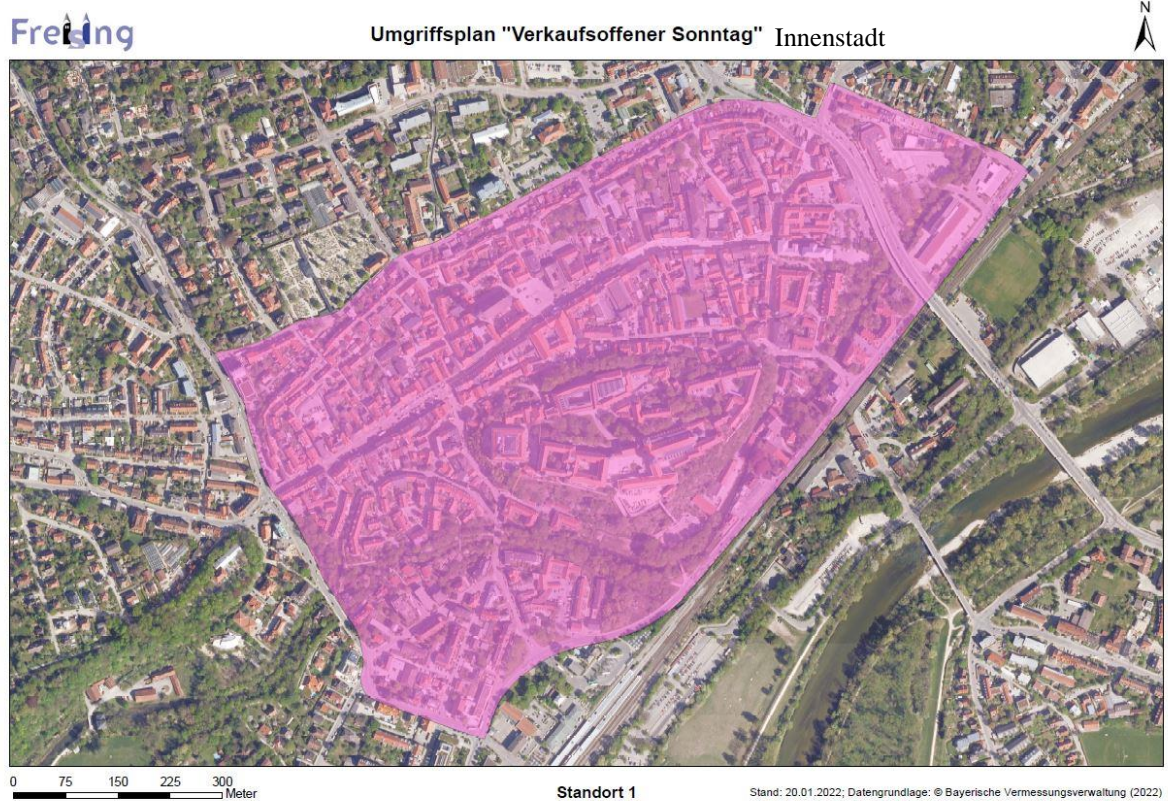 Freising
Umgriffsplan "Verkaufsoffener Sonntag" Innenstadt
N
0 75 150 225 300
Meter
Standort 1
Stand: 20.01.2022; Datengrundlage: © Bayerische Vermessungsverwaltung (2022)